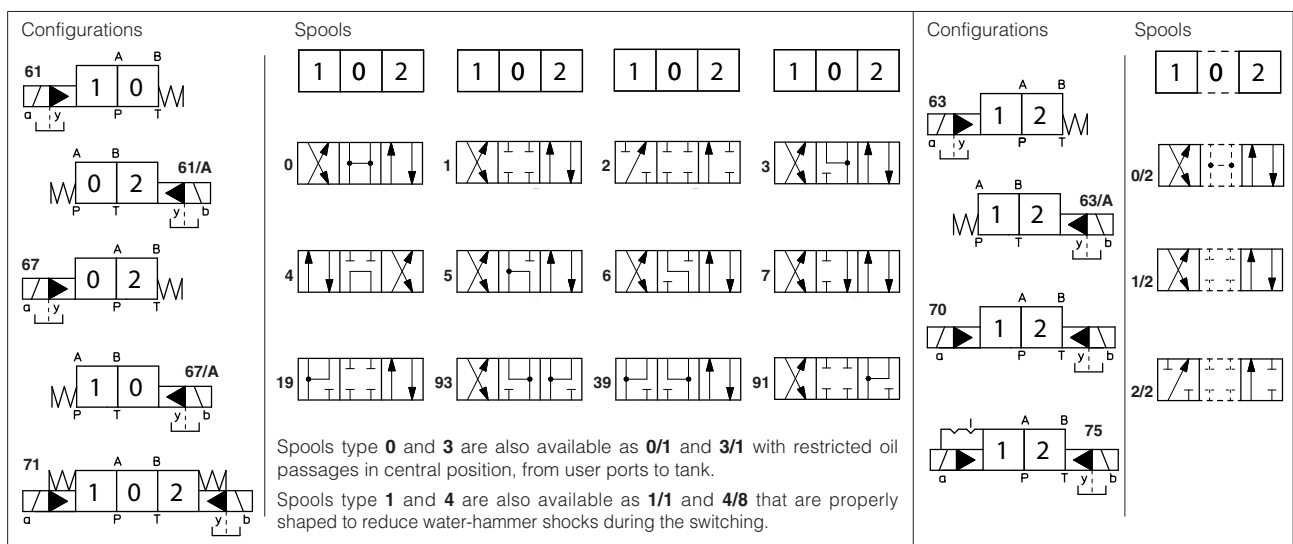 Configurations
Spools
61
A B
1 0
a y P T
A B
61/A
0 2
P T y b
67
A B
0 2
a y P T
A B
67/A
1 0
P T y b
71
A B
1 0 2
a P T y b
1 0 2
1 0 2
1 0 2
1 0 2
0
1
2
3
4
5
6
7
19
93
39
91
Spools type 0 and 3 are also available as 0/1 and 3/1 with restricted oil
passages in central position, from user ports to tank.
Spools type 1 and 4 are also available as 1/1 and 4/8 that are properly
shaped to reduce water-hammer shocks during the switching.
Configurations
Spools
63
A B
1 2
a y P T
A B
63/A
1 2
P T y b
70
A B
1 2
a P T y b
A B
75
1 2
a P T y b
1 0 2
0/2
1/2
2/2